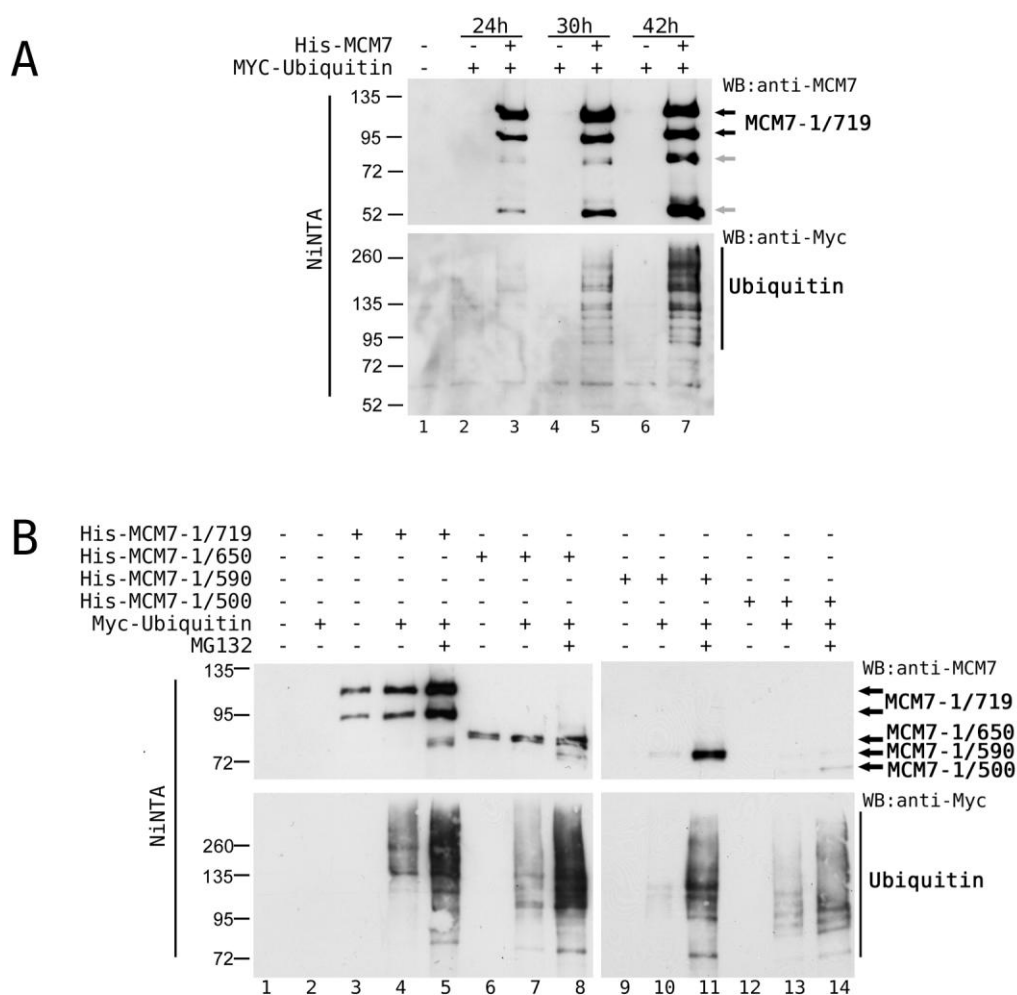 A
24h 30h 42h
His-MCM7 - - + - + - +
MYC-Ubiquitin - + + + + + +
WB:anti-MCM7
135
95
72
52
MCM7-1/719
NiNTA
WB:anti-Myc
260
135
95
72
52
Ubiquitin
1 2 3 4 5 6 7
B
His-MCM7-1/719 - - + + + - - - - - - - - -
His-MCM7-1/650 - - - - - + + + - - - - - -
His-MCM7-1/590 - - - - - - - - + + + - - -
His-MCM7-1/500 - - - - - - - - - - - + + +
Myc-Ubiquitin - + - + + - + + - + + - + +
MG132 - - - - + - - + - - + - - +
WB:anti-MCM7
135
95
72
MCM7-1/719
MCM7-1/650
MCM7-1/590
MCM7-1/500
NiNTA
WB:anti-Myc
260
135
95
72
Ubiquitin
1 2 3 4 5 6 7 8 9 10 11 12 13 14